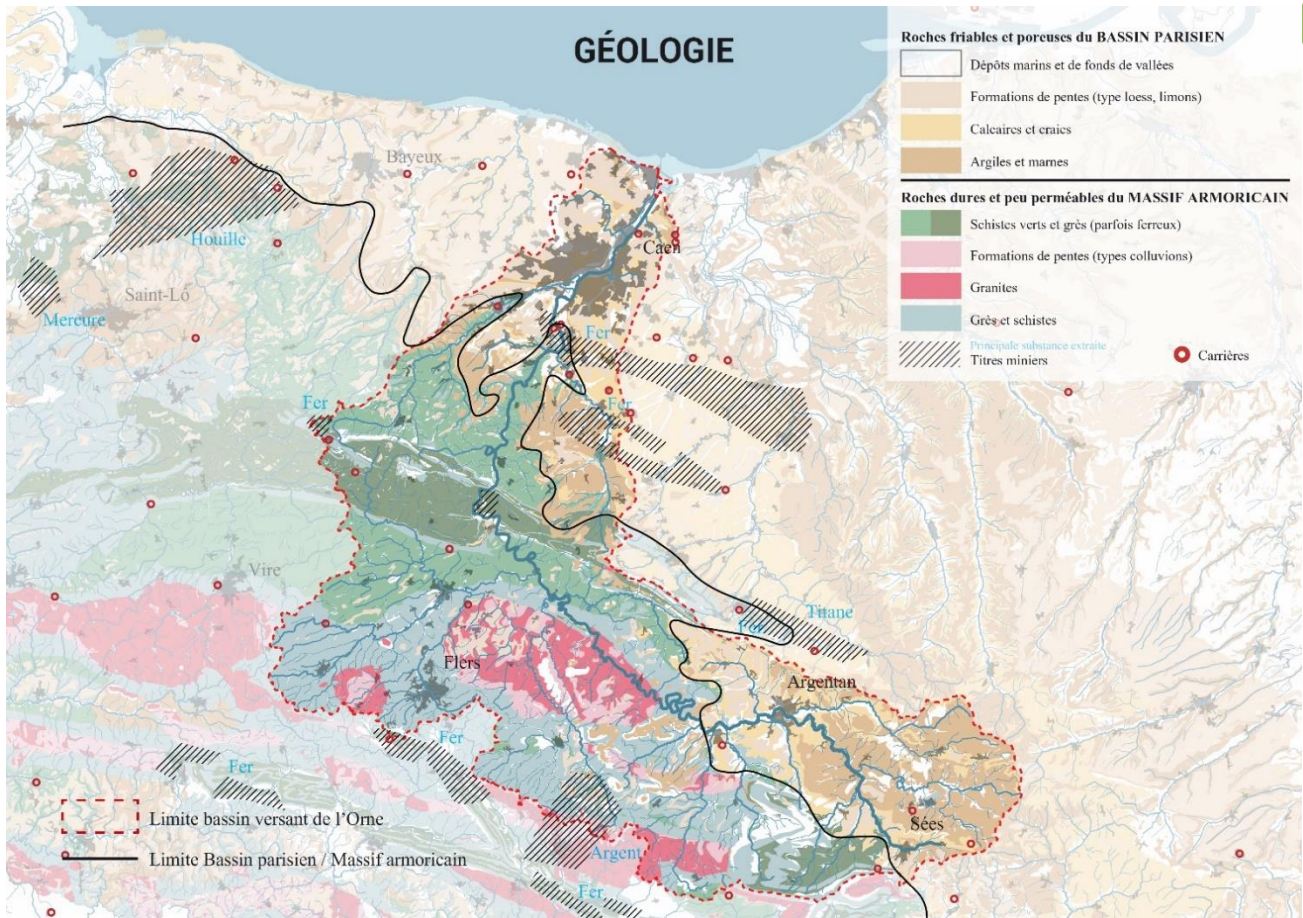 GÉOLOGIE
Roches friables et poreuses du BASSIN PARISIEN
Dépôts marins et de fonds de vallées
Formations de pentes (type loess, limons)
Calcaires et craies
Argiles et marnes
Roches dures et peu perméables du MASSIF ARMORICAIN
Schistes verts et grès (parfois ferreux)
Formations de pentes (types colluvions)
Granites
Grès et schistes
Principale substance extraite
Titres miniers
Carrières
Bayeux
Houille
Caen
Saint-Lô
Mercure
Fer
Fer
Fer
Vire
Titane
Fer
Flers
Argentan
Fer
Fer
Sées
Argent
Fer
Limite bassin versant de l'Orne
Limite Bassin parisien / Massif armoricain